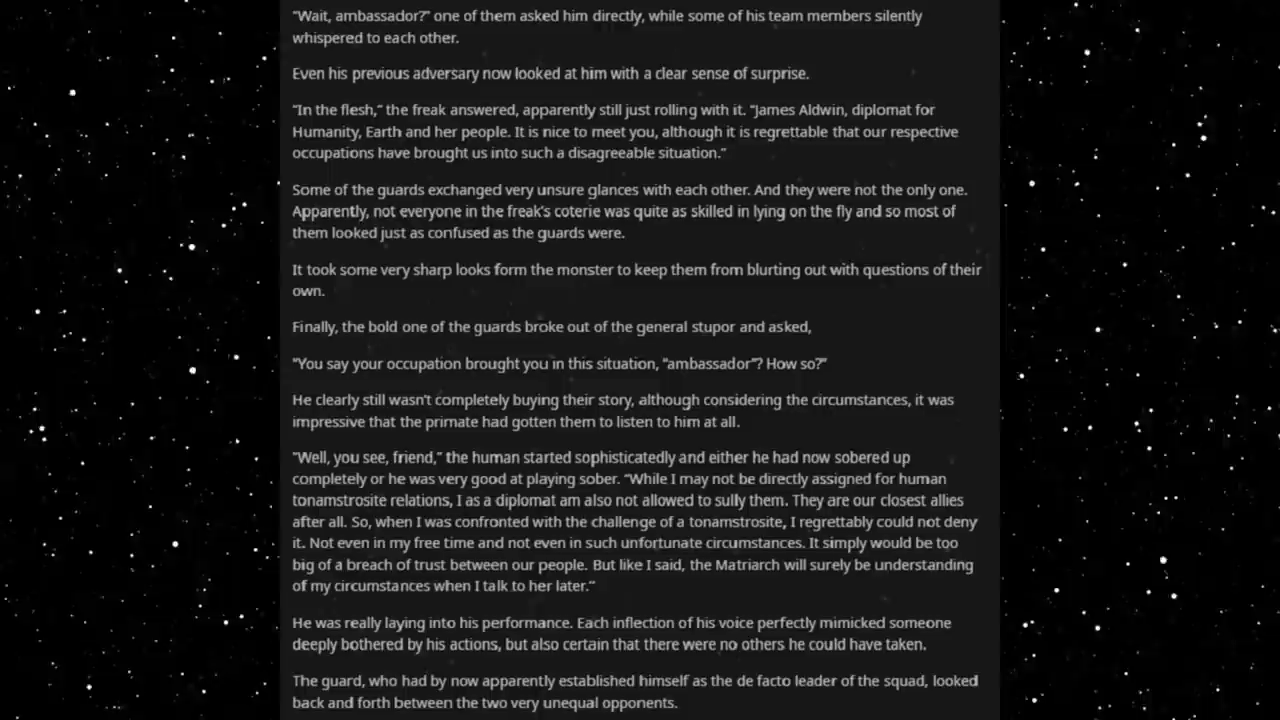 “Wait, ambassador?” one of them asked him directly, while some of his team members silently
whispered to each other.
Even his previous adversary now looked at him with a clear sense of surprise.
“In the flesh,” the freak answered, apparently still just rolling with it. “James Aldwin, diplomat for
Humanity, Earth and her people. It is nice to meet you, although it is regrettable that our respective
occupations have brought us into such a disagreeable situation.”
Some of the guards exchanged very unsure glances with each other. And they were not the only one.
Apparently, not everyone in the freak’s coterie was quite as skilled in lying on the fly and so most of
them looked just as confused as the guards were.
It took some very sharp looks form the monster to keep them from blurting out with questions of their
own.
Finally, the bold one of the guards broke out of the general stupor and asked,
“You say your occupation brought you in this situation, “ambassador”? How so?”
He clearly still wasn’t completely buying their story, although considering the circumstances, it was
impressive that the primate had gotten them to listen to him at all.
“Well, you see, friend,” the human started sophisticatedly and either he had now sobered up
completely or he was very good at playing sober. “While I may not be directly assigned for human
tonamstrosite relations, I as a diplomat am also not allowed to sully them. They are our closest allies
after all. So, when I was confronted with the challenge of a tonamstrosite, I regrettably could not deny
it. Not even in my free time and not even in such unfortunate circumstances. It simply would be too
big of a breach of trust between our people. But like I said, the Matriarch will surely be understanding
of my circumstances when I talk to her later.”
He was really laying into his performance. Each inflection of his voice perfectly mimicked someone
deeply bothered by his actions, but also certain that there were no others he could have taken.
The guard, who had by now apparently established himself as the de facto leader of the squad, looked
back and forth between the two very unequal opponents.